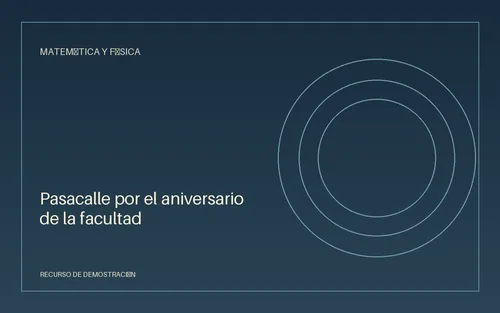 MATEM▯TICA Y F▯SICA
Pasacalle por el aniversario
de la facultad
RECURSO DE DEMOSTRACI▯N